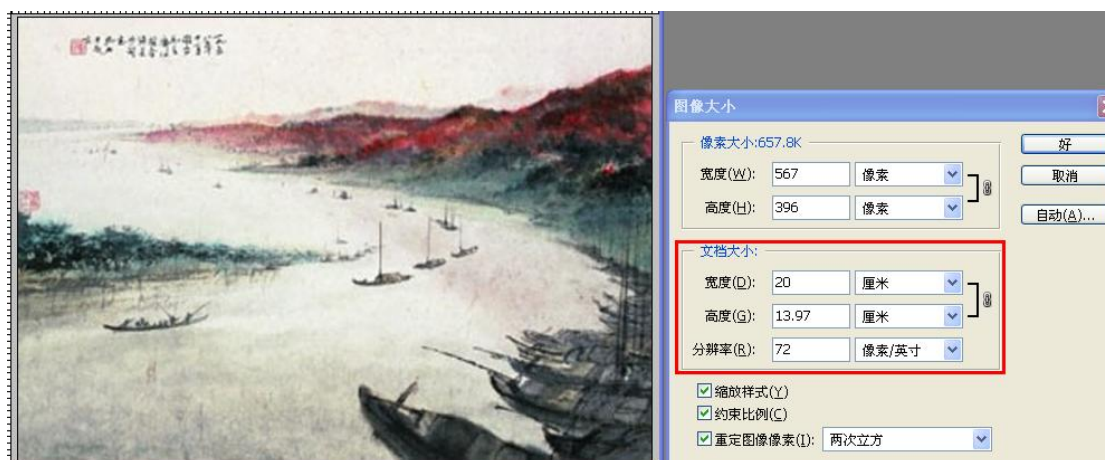 图像大小
像素大小:657.8K
宽度(W): 567 像素
高度(H): 396 像素
文档大小:
宽度(D): 20 厘米
高度(G): 13.97 厘米
分辨率(R): 72 像素/英寸
缩放样式(Y)
约束比例(C)
重定图像像素(I): 两次立方
好
取消
自动(A)...